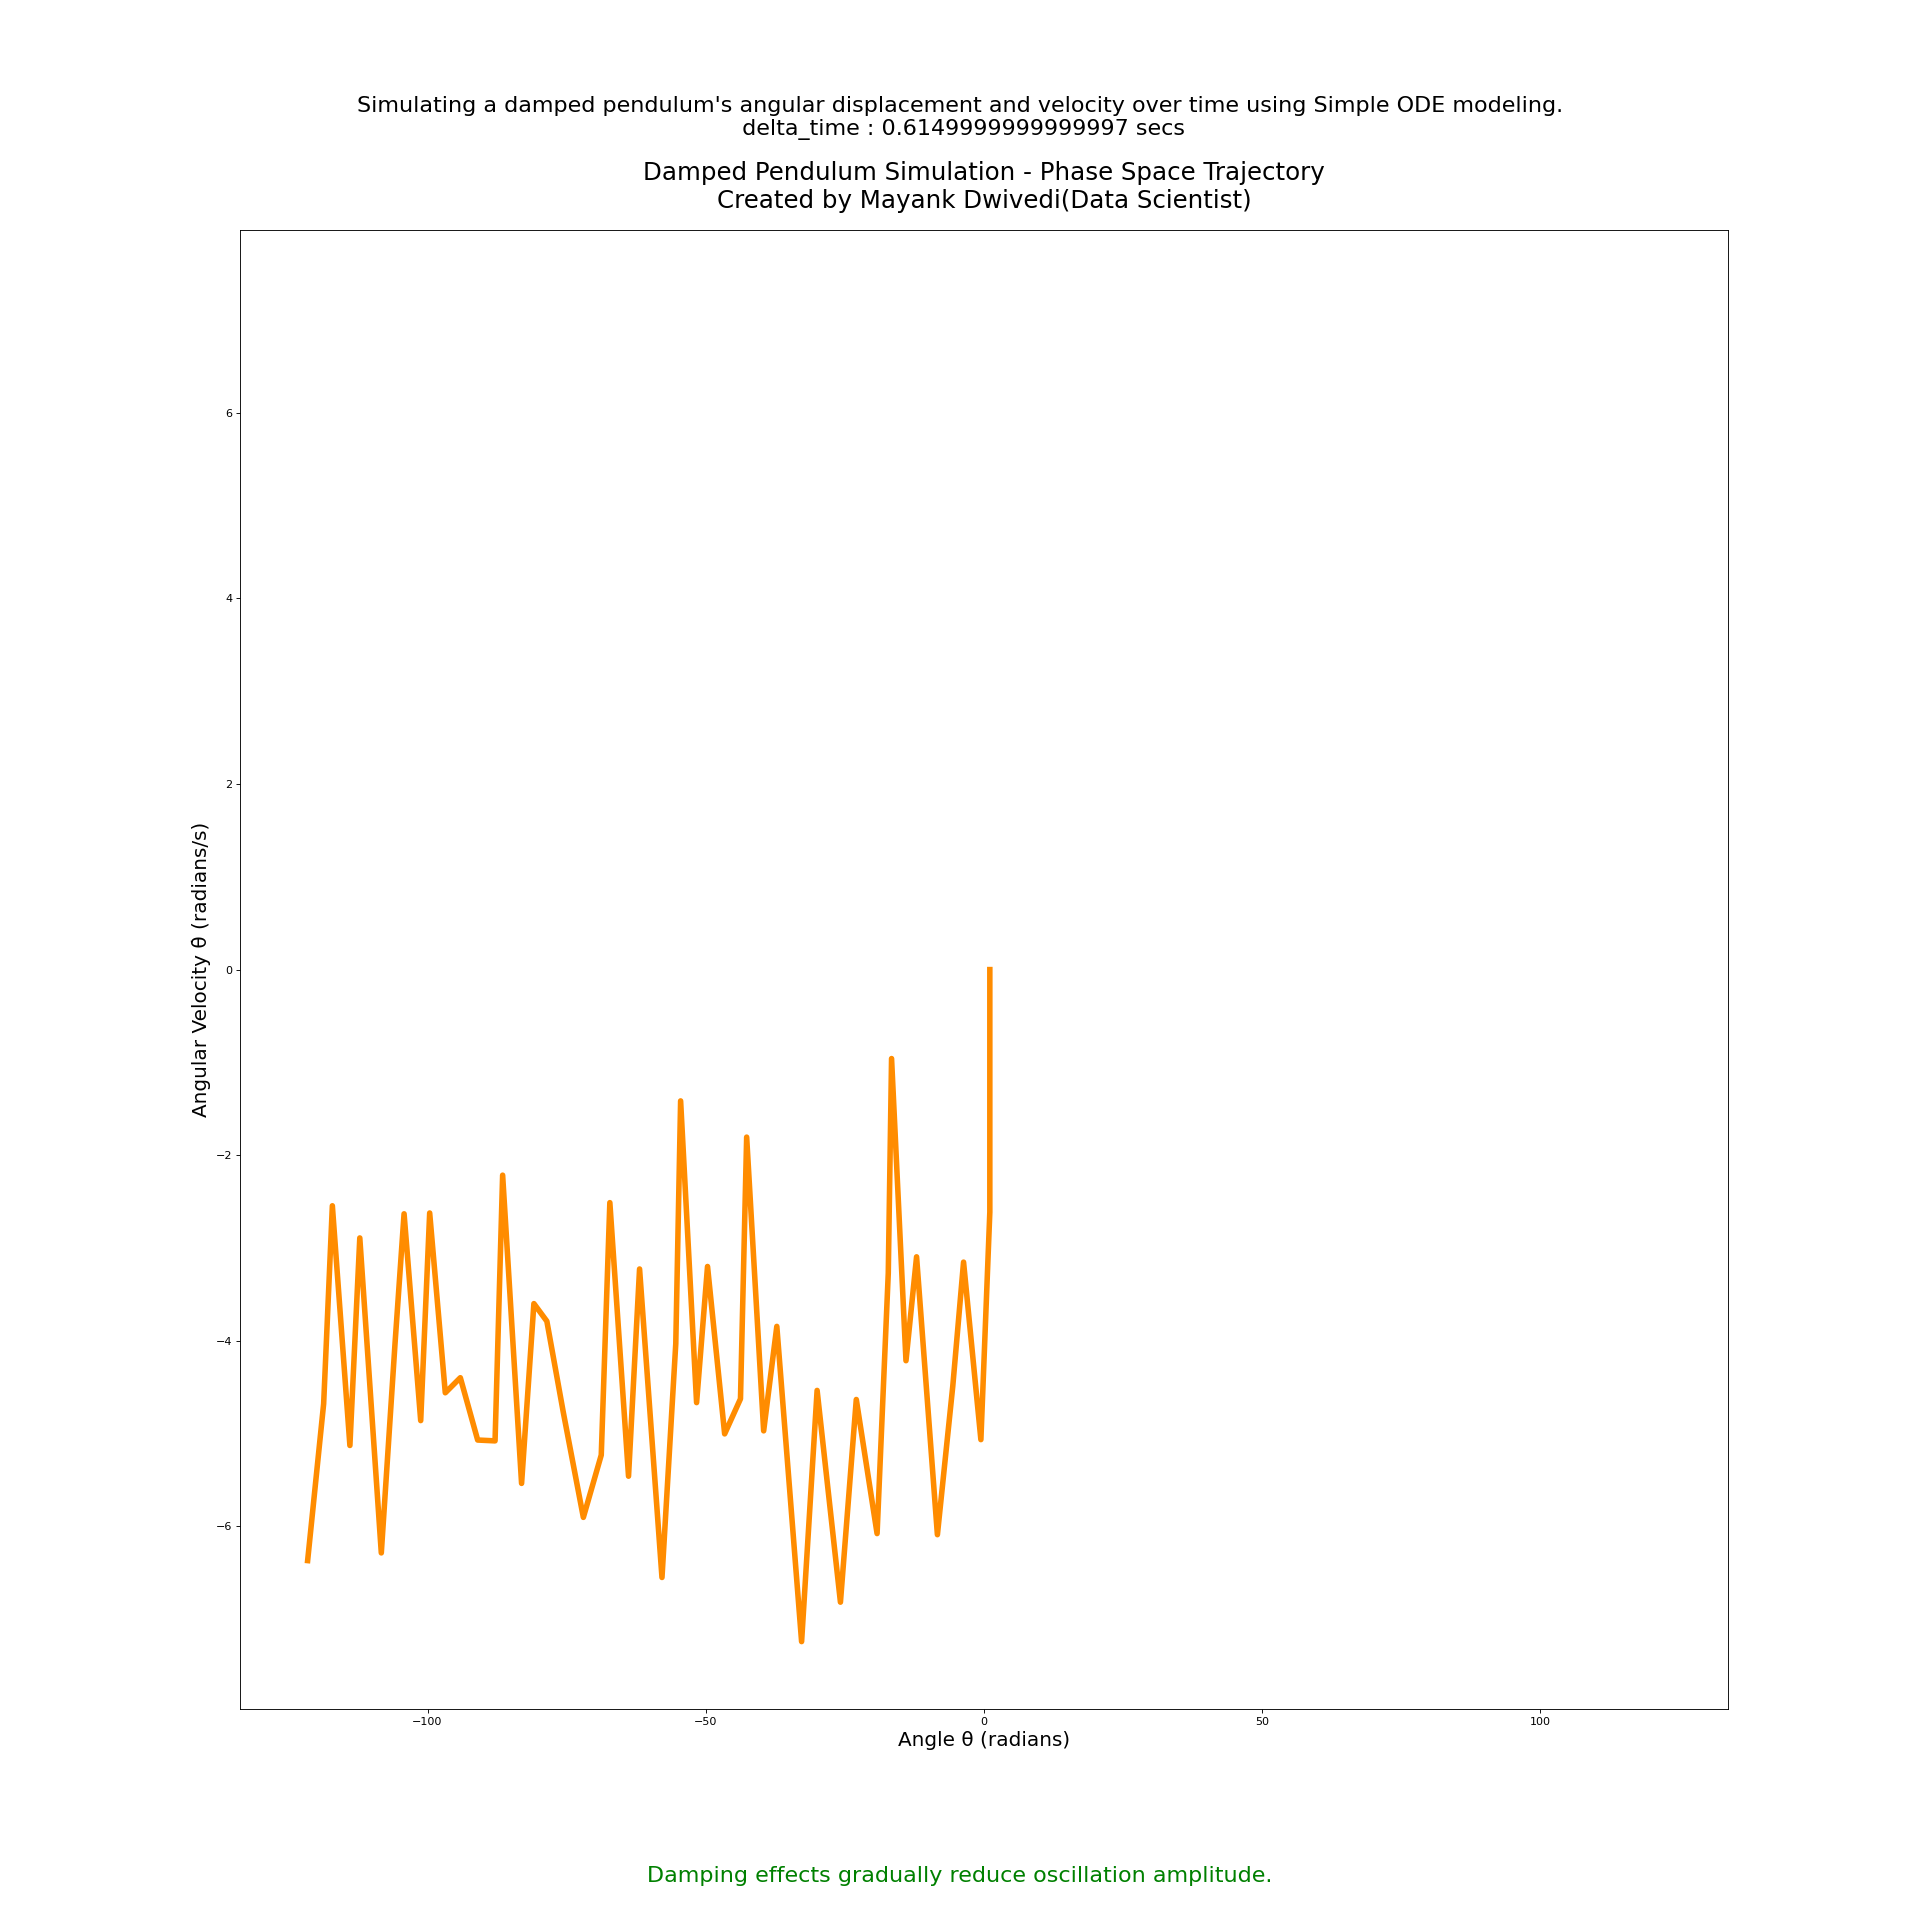 Simulating a damped pendulum's angular displacement and velocity over time using Simple ODE modeling.
delta_time : 0.6149999999999997 secs
Damped Pendulum Simulation - Phase Space Trajectory
Created by Mayank Dwivedi(Data Scientist)
Angular Velocity θ (radians/s)
6
4
2
0
−2
−4
−6
−100
−50
0
50
100
Angle θ (radians)
Damping effects gradually reduce oscillation amplitude.